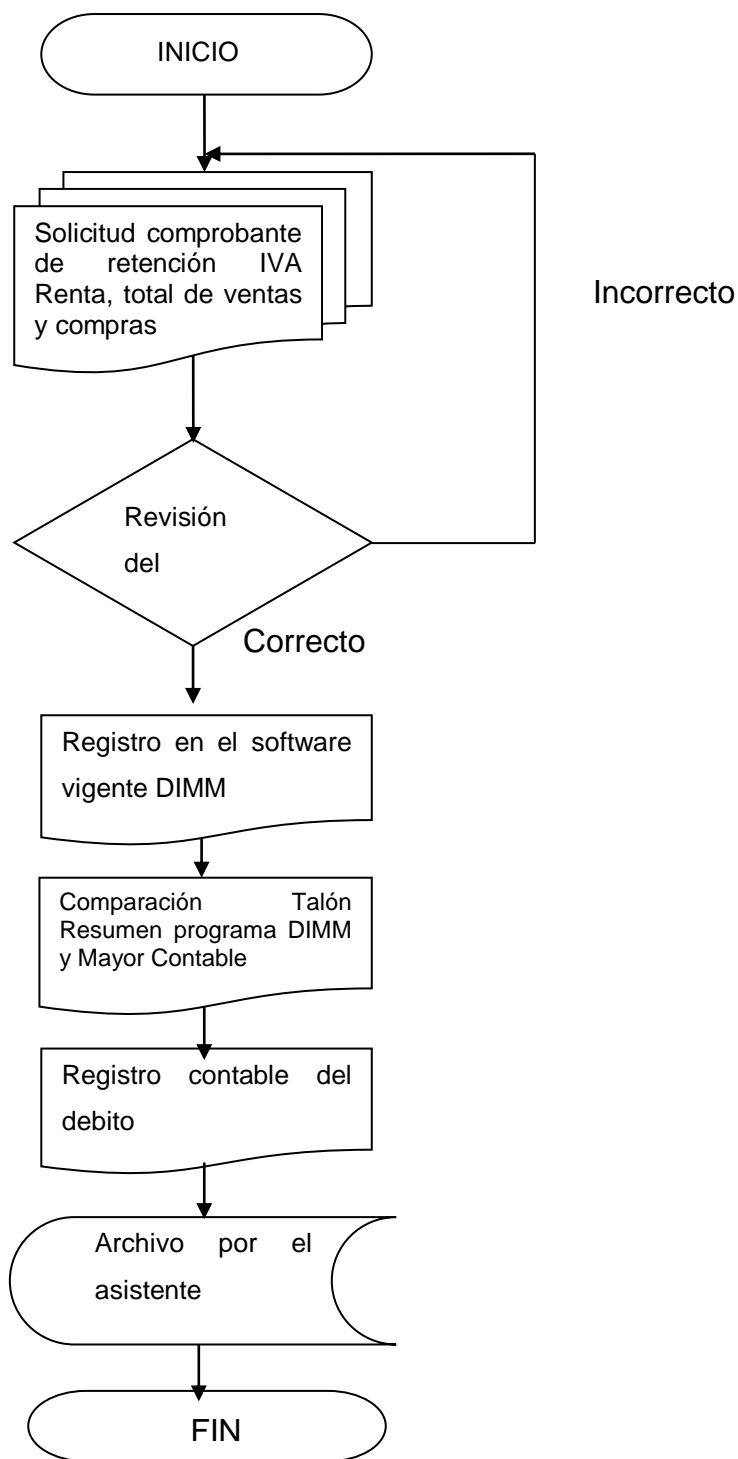 INICIO
Solicitud comprobante
de retención IVA
Renta, total de ventas
y compras
Incorrecto
Revisión
del
Correcto
Registro en el software
vigente DIMM
Comparación Talón
Resumen programa DIMM
y Mayor Contable
Registro contable del
debito
Archivo por el
asistente
FIN